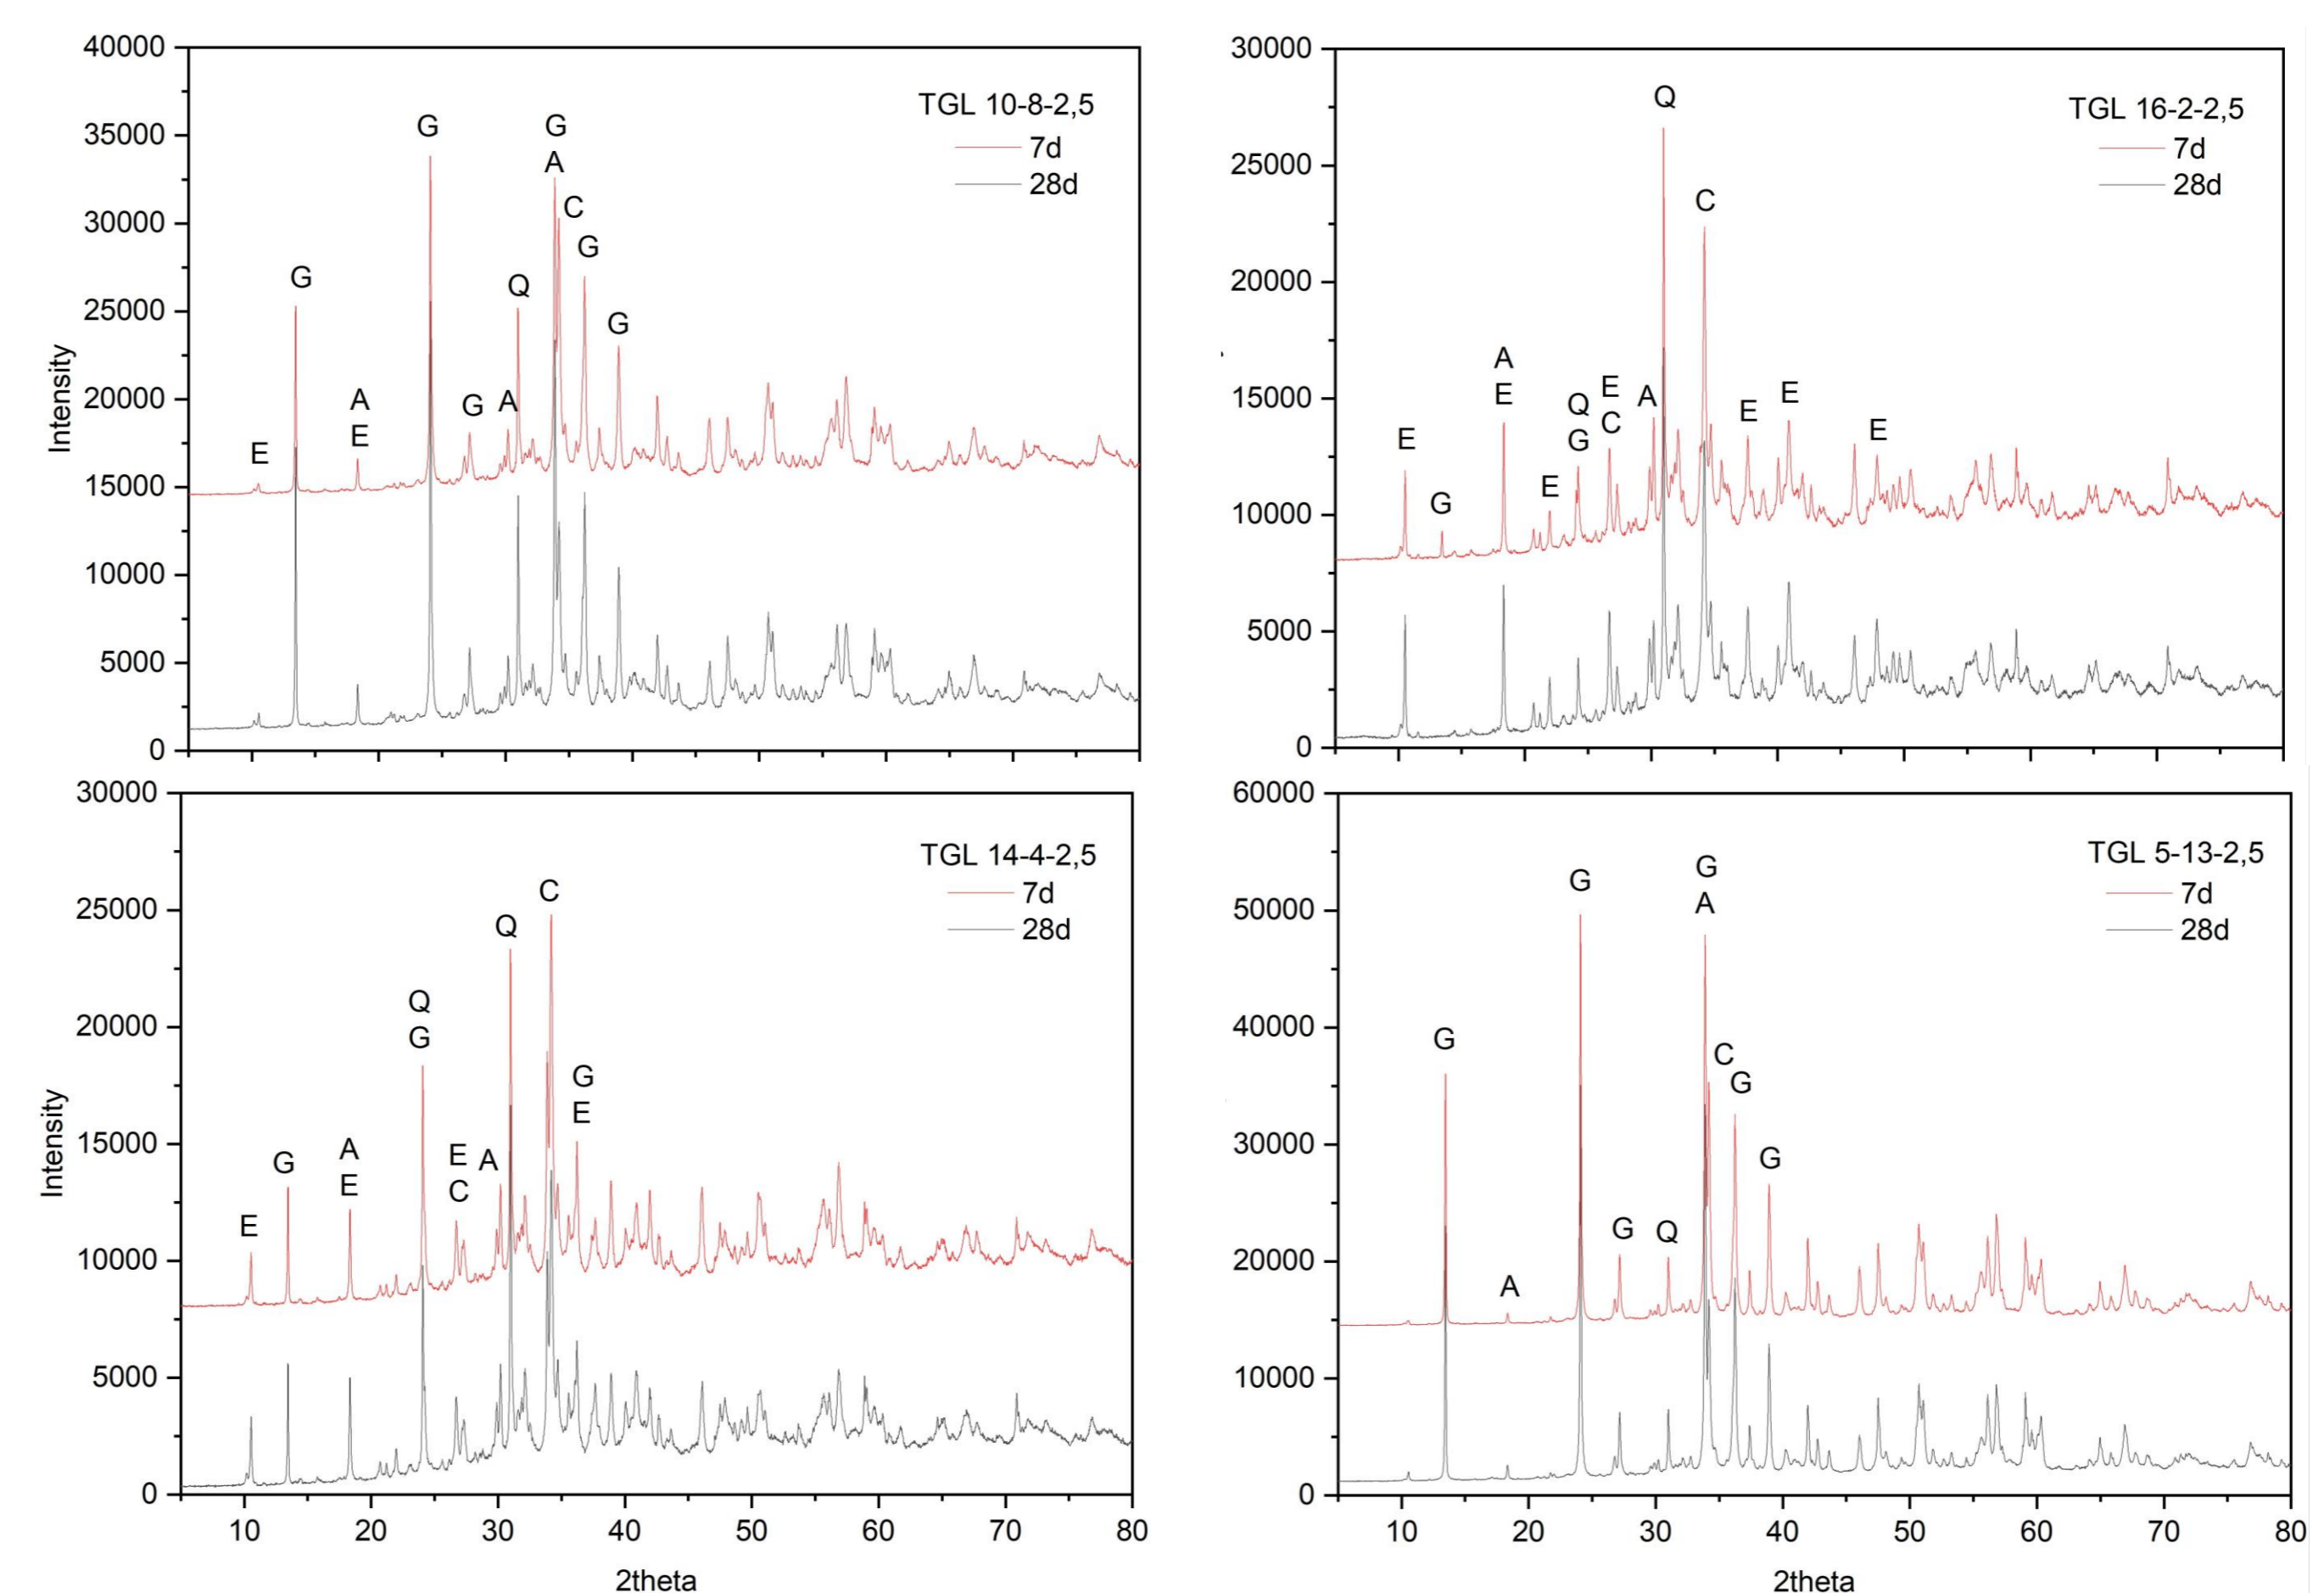 40000
35000
30000
25000
20000
15000
10000
5000
0
Intensity
TGL 10-8-2,5
7d
28d
G
G
A
C
G
G
Q
G
A
E
G
A
E
30000
25000
20000
15000
10000
5000
0
TGL 16-2-2,5
7d
28d
Q
C
A
E
E
C
A
Q
G
E
E
E
E
E
G
30000
25000
20000
15000
10000
5000
0
Intensity
TGL 14-4-2,5
7d
28d
C
Q
Q
G
G
E
G
A
E
E
C
A
E
10 20 30 40 50 60 70 80
2theta
60000
50000
40000
30000
20000
10000
0
TGL 5-13-2,5
7d
28d
G
G
A
G
C
G
G
G
Q
A
10 20 30 40 50 60 70 80
2theta